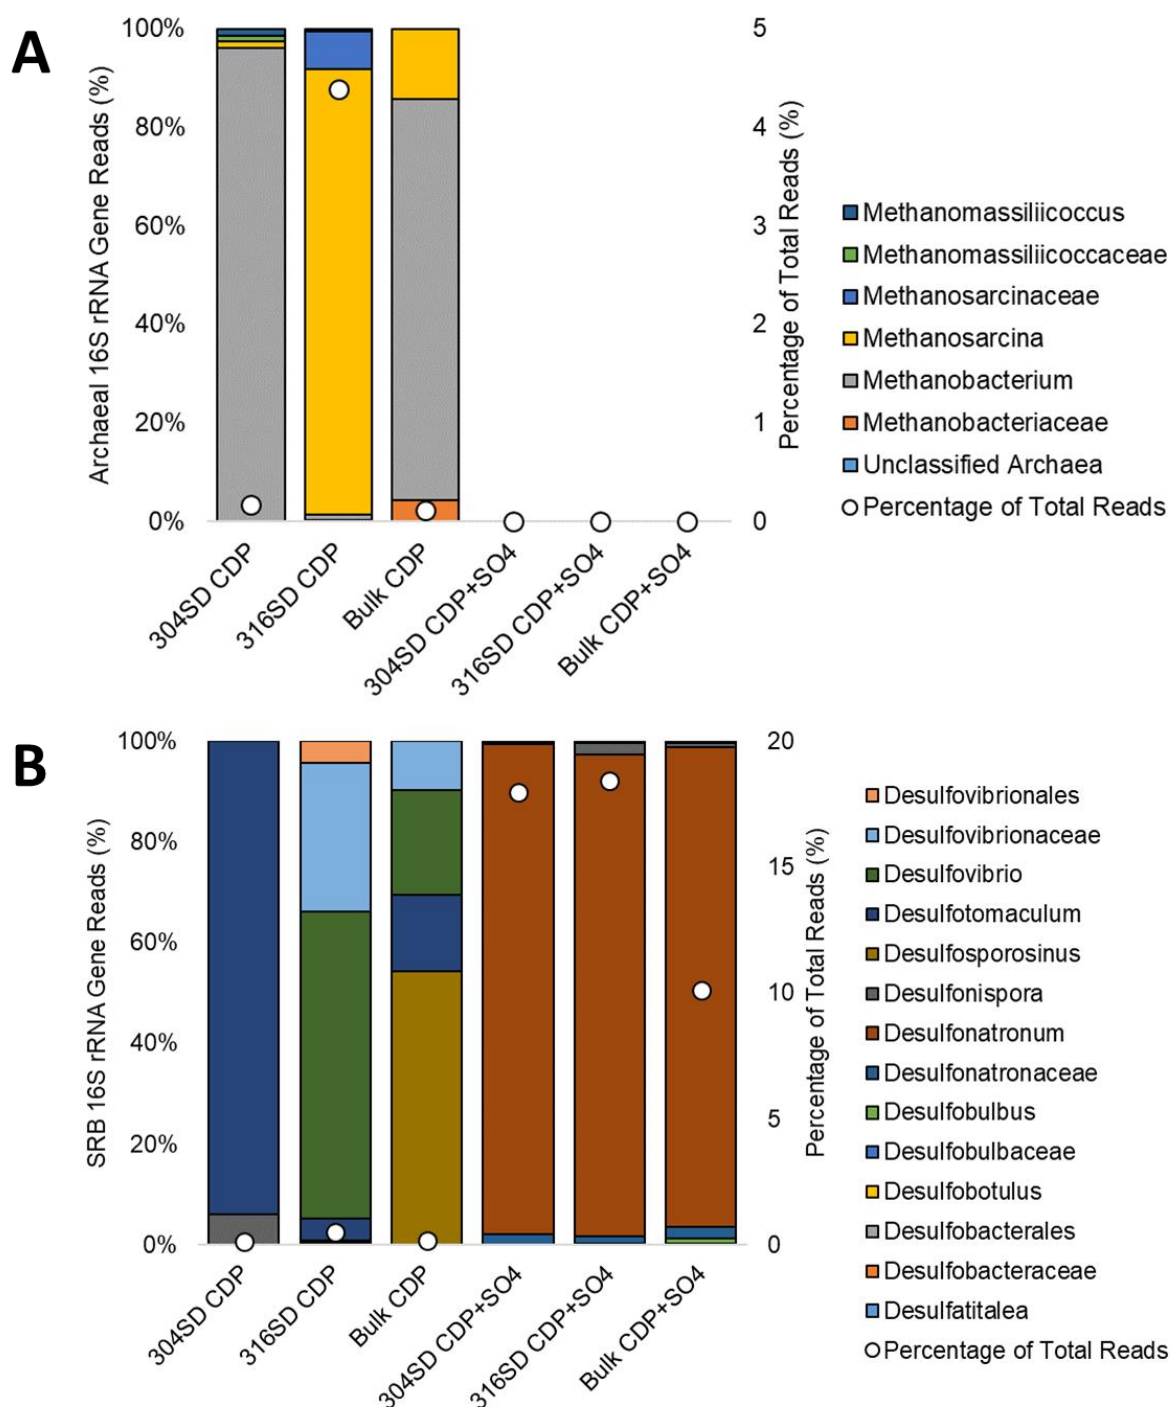 A
Archaeal 16S rRNA Gene Reads (%)
100%
80%
60%
40%
20%
0%
5
4
3
2
1
0
Percentage of Total Reads (%)
304SD CDP
316SD CDP
Bulk CDP
304SD CDP+SO4
316SD CDP+SO4
Bulk CDP+SO4
Methanomassiliicoccus
Methanomassiliicoccaceae
Methanosarcinaceae
Methanosarcina
Methanobacterium
Methanobacteriaceae
Unclassified Archaea
Percentage of Total Reads
B
SRB 16S rRNA Gene Reads (%)
100%
80%
60%
40%
20%
0%
20
15
10
5
0
Percentage of Total Reads (%)
304SD CDP
316SD CDP
Bulk CDP
304SD CDP+SO4
316SD CDP+SO4
Bulk CDP+SO4
Desulfovibrionales
Desulfovibrionaceae
Desulfovibrio
Desulfotomaculum
Desulfosporosinus
Desulfonispora
Desulfonatronum
Desulfonatronaceae
Desulfobulbus
Desulfobulbaceae
Desulfobotulus
Desulfobacterales
Desulfobacteraceae
Desulfatitalea
Percentage of Total Reads